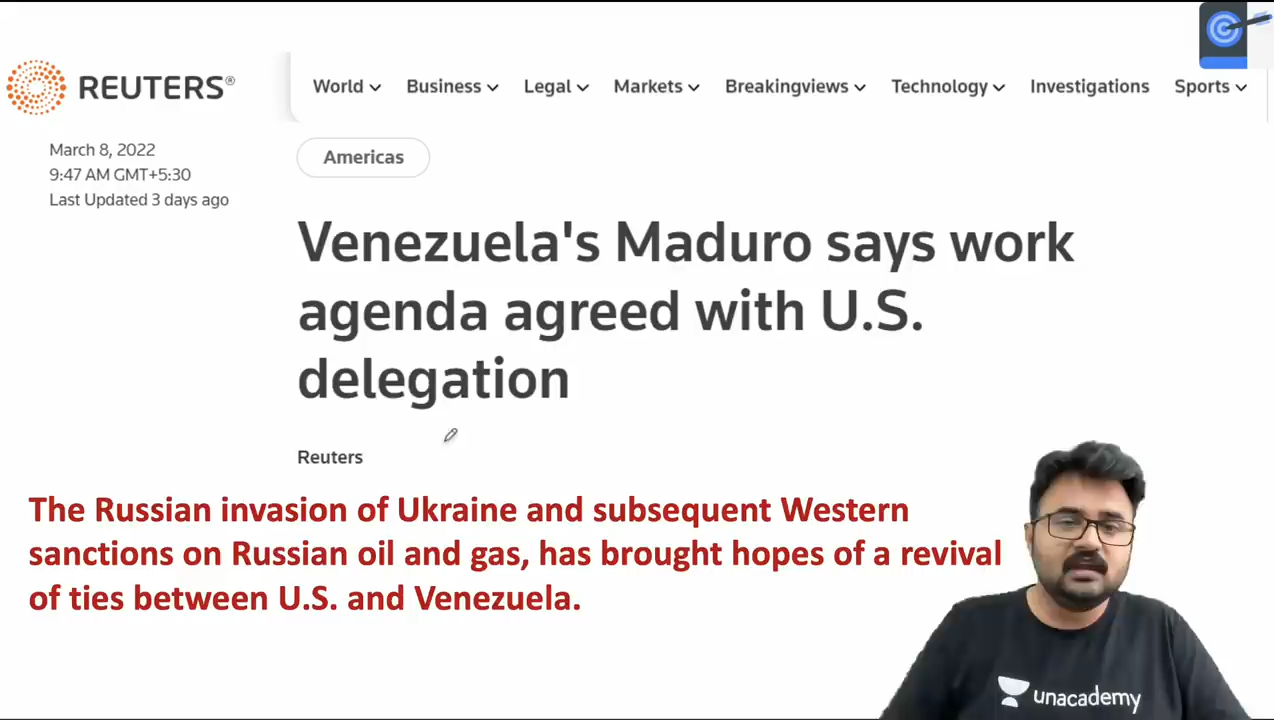 REUTERS®
World Business Legal Markets Breakingviews Technology Investigations Sports
March 8, 2022
9:47 AM GMT+5:30
Last Updated 3 days ago
Americas
Venezuela's Maduro says work
agenda agreed with U.S.
delegation
Reuters
The Russian invasion of Ukraine and subsequent Western
sanctions on Russian oil and gas, has brought hopes of a revival
of ties between U.S. and Venezuela.
unacademy